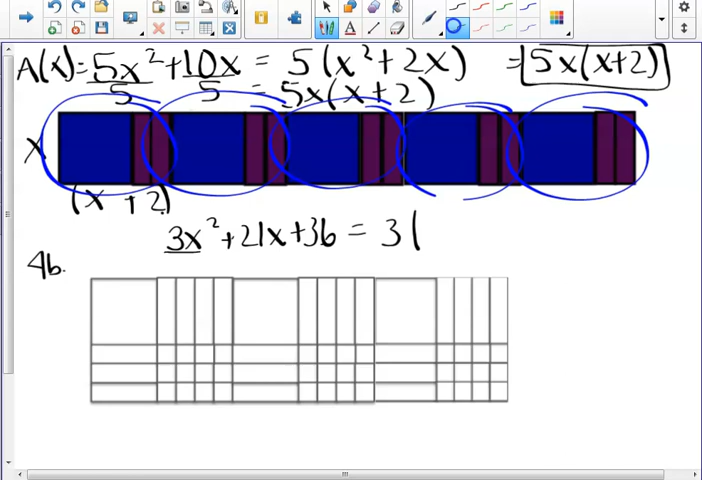 A(x)= 5x²+10x = 5(x²+2x) = 5x(x+2)
5 5 = 5x(x+2)
x
(x + 2)
3x²+21x+36 = 3(
4b.